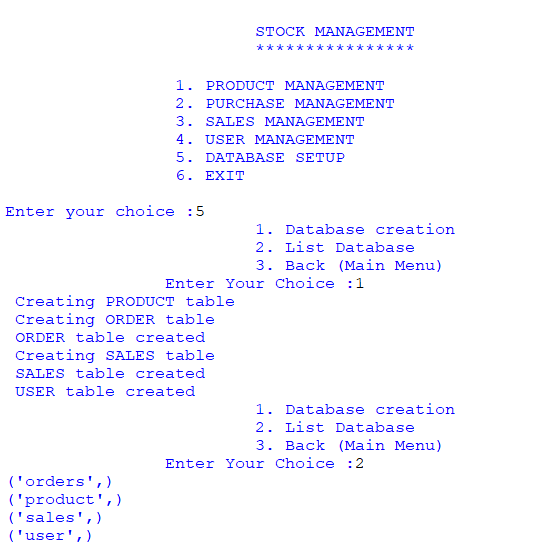 STOCK MANAGEMENT
****************
1. PRODUCT MANAGEMENT
2. PURCHASE MANAGEMENT
3. SALES MANAGEMENT
4. USER MANAGEMENT
5. DATABASE SETUP
6. EXIT
Enter your choice :5
1. Database creation
2. List Database
3. Back (Main Menu)
Enter Your Choice :1
Creating PRODUCT table
Creating ORDER table
ORDER table created
Creating SALES table
SALES table created
USER table created
1. Database creation
2. List Database
3. Back (Main Menu)
Enter Your Choice :2
('orders',)
('product',)
('sales',)
('user',)